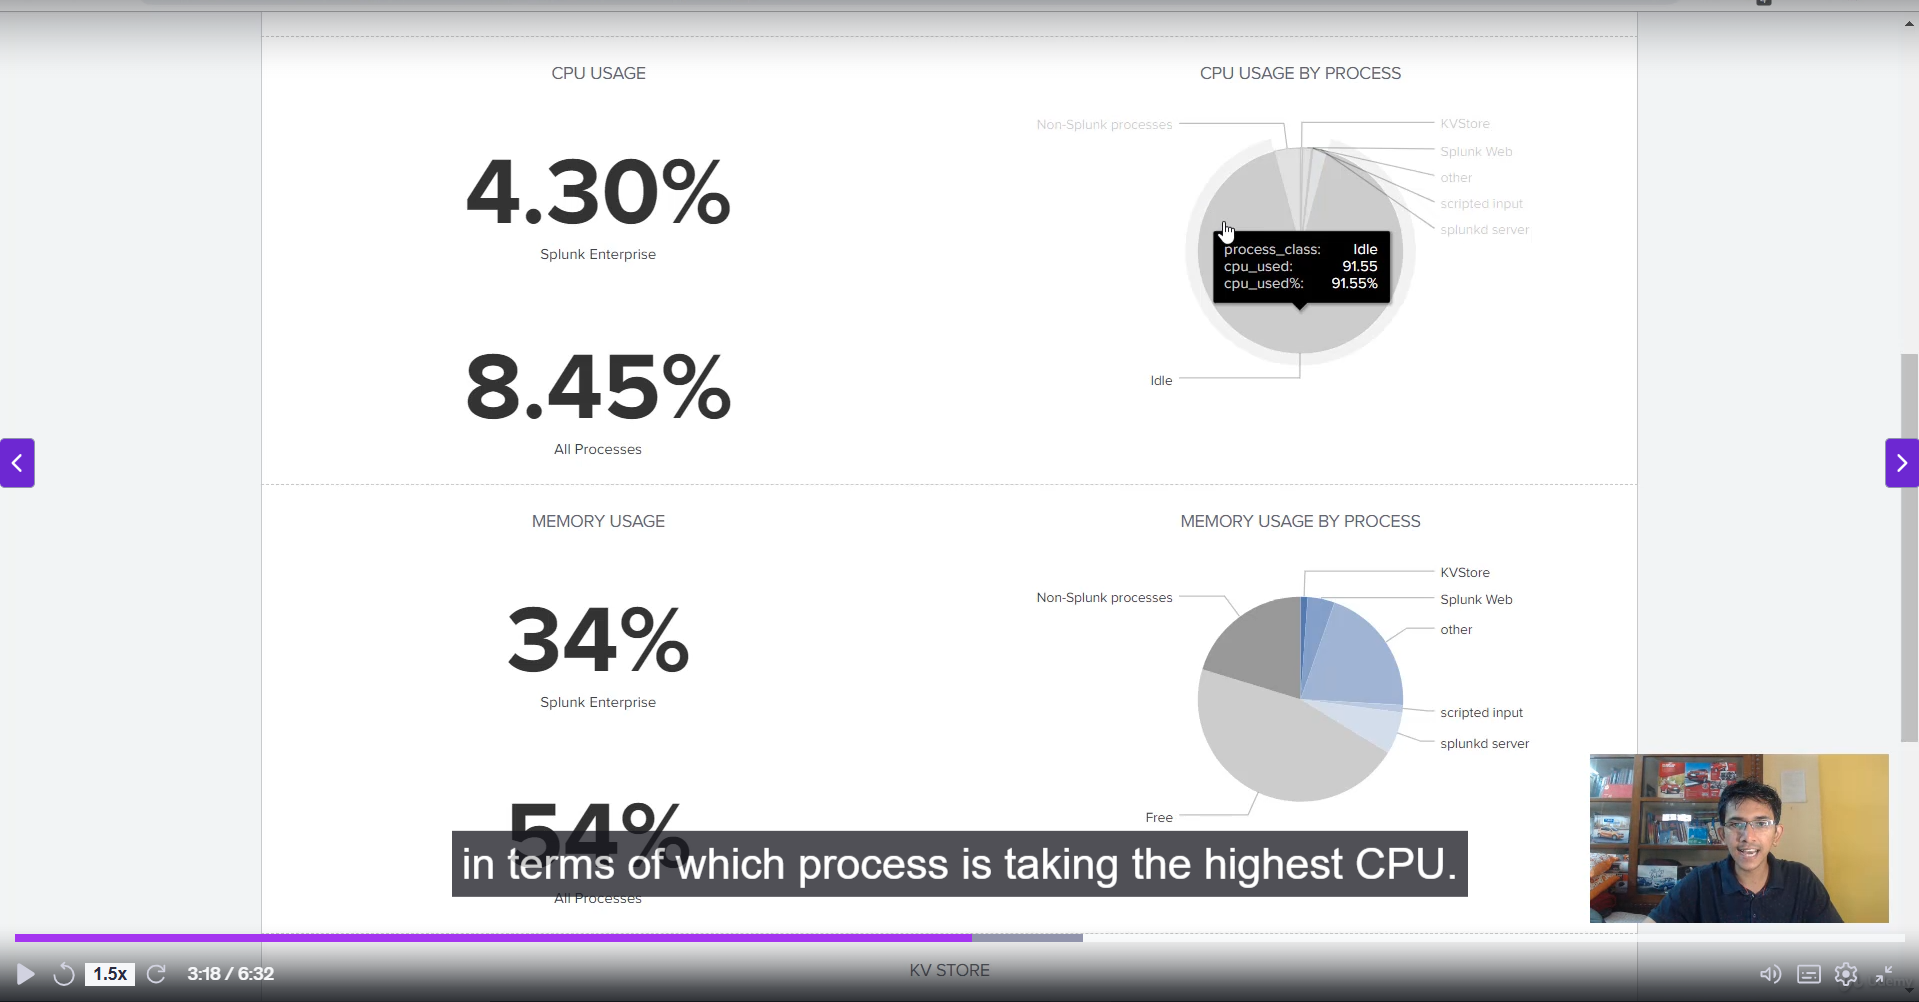 CPU USAGE
4.30%
Splunk Enterprise
8.45%
All Processes
CPU USAGE BY PROCESS
Non-Splunk processes
KVStore
Splunk Web
other
scripted input
splunkd server
process_class: Idle
cpu_used: 91.55
cpu_used%: 91.55%
Idle
MEMORY USAGE
34%
Splunk Enterprise
54%
All Processes
MEMORY USAGE BY PROCESS
Non-Splunk processes
KVStore
Splunk Web
other
scripted input
splunkd server
Free
in terms of which process is taking the highest CPU.
1.5x
3:18 / 6:32
KV STORE